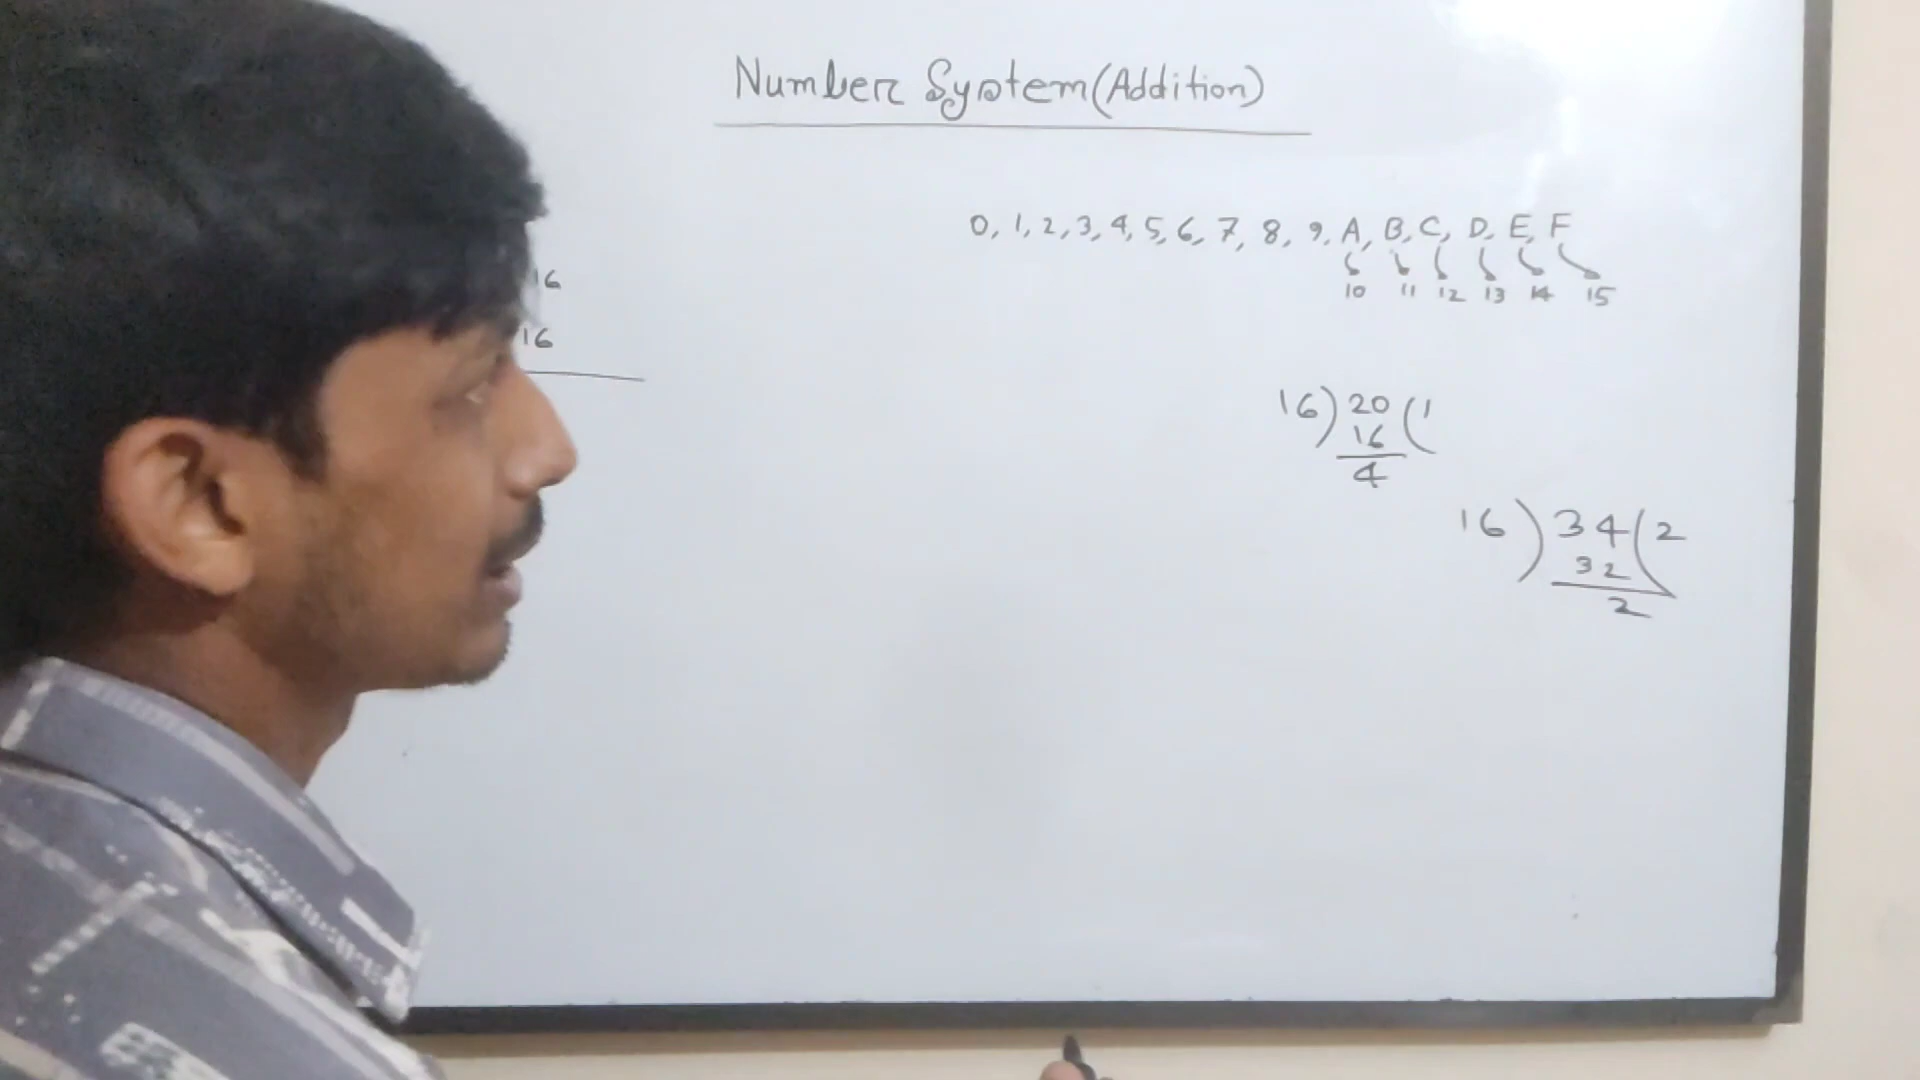 Number System (Addition)
0, 1, 2, 3, 4, 5, 6, 7, 8, 9, A, B, C, D, E, F
10 11 12 13 14 15
16
16
16) 20 (1
16
4
16) 34 (2
32
2